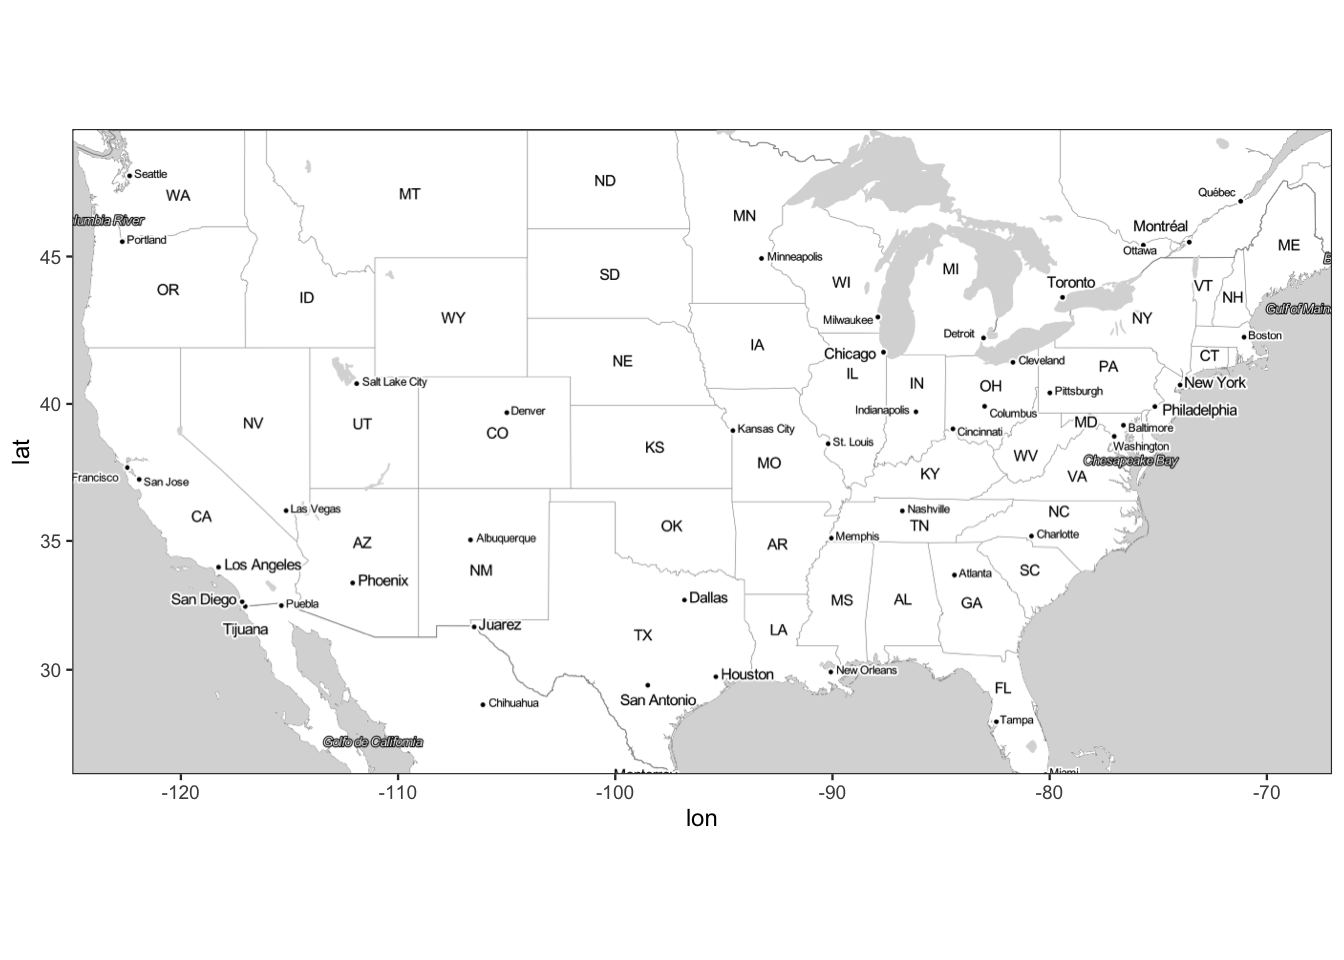 Seattle
WA
MT
ND
MN
Québec
lumbia River
Portland
Montréal
Ottawa
ME
45
Minneapolis
SD
WI
MI
OR
ID
WY
Toronto
VT
NH
Gulf of Maine
NY
Milwaukee
Detroit
Boston
IA
NE
Chicago
Cleveland
CT
PA
IL
IN
OH
Salt Lake City
Pittsburgh
New York
40
Denver
Indianapolis
Columbus
Philadelphia
NV
UT
CO
Kansas City
St. Louis
Cincinnati
MD
Baltimore
Washington
KS
MO
WV
Chesapeake Bay
Francisco
San Jose
KY
VA
lat
CA
Las Vegas
Nashville
NC
OK
TN
35
AZ
Albuquerque
AR
Memphis
Charlotte
Los Angeles
NM
Phoenix
Atlanta
SC
San Diego
Puebla
Dallas
MS
AL
GA
Tijuana
Juarez
TX
LA
30
Houston
New Orleans
San Antonio
FL
Chihuahua
Tampa
Golfo de California
Miami
-120
-110
-100
-90
-80
-70
lon